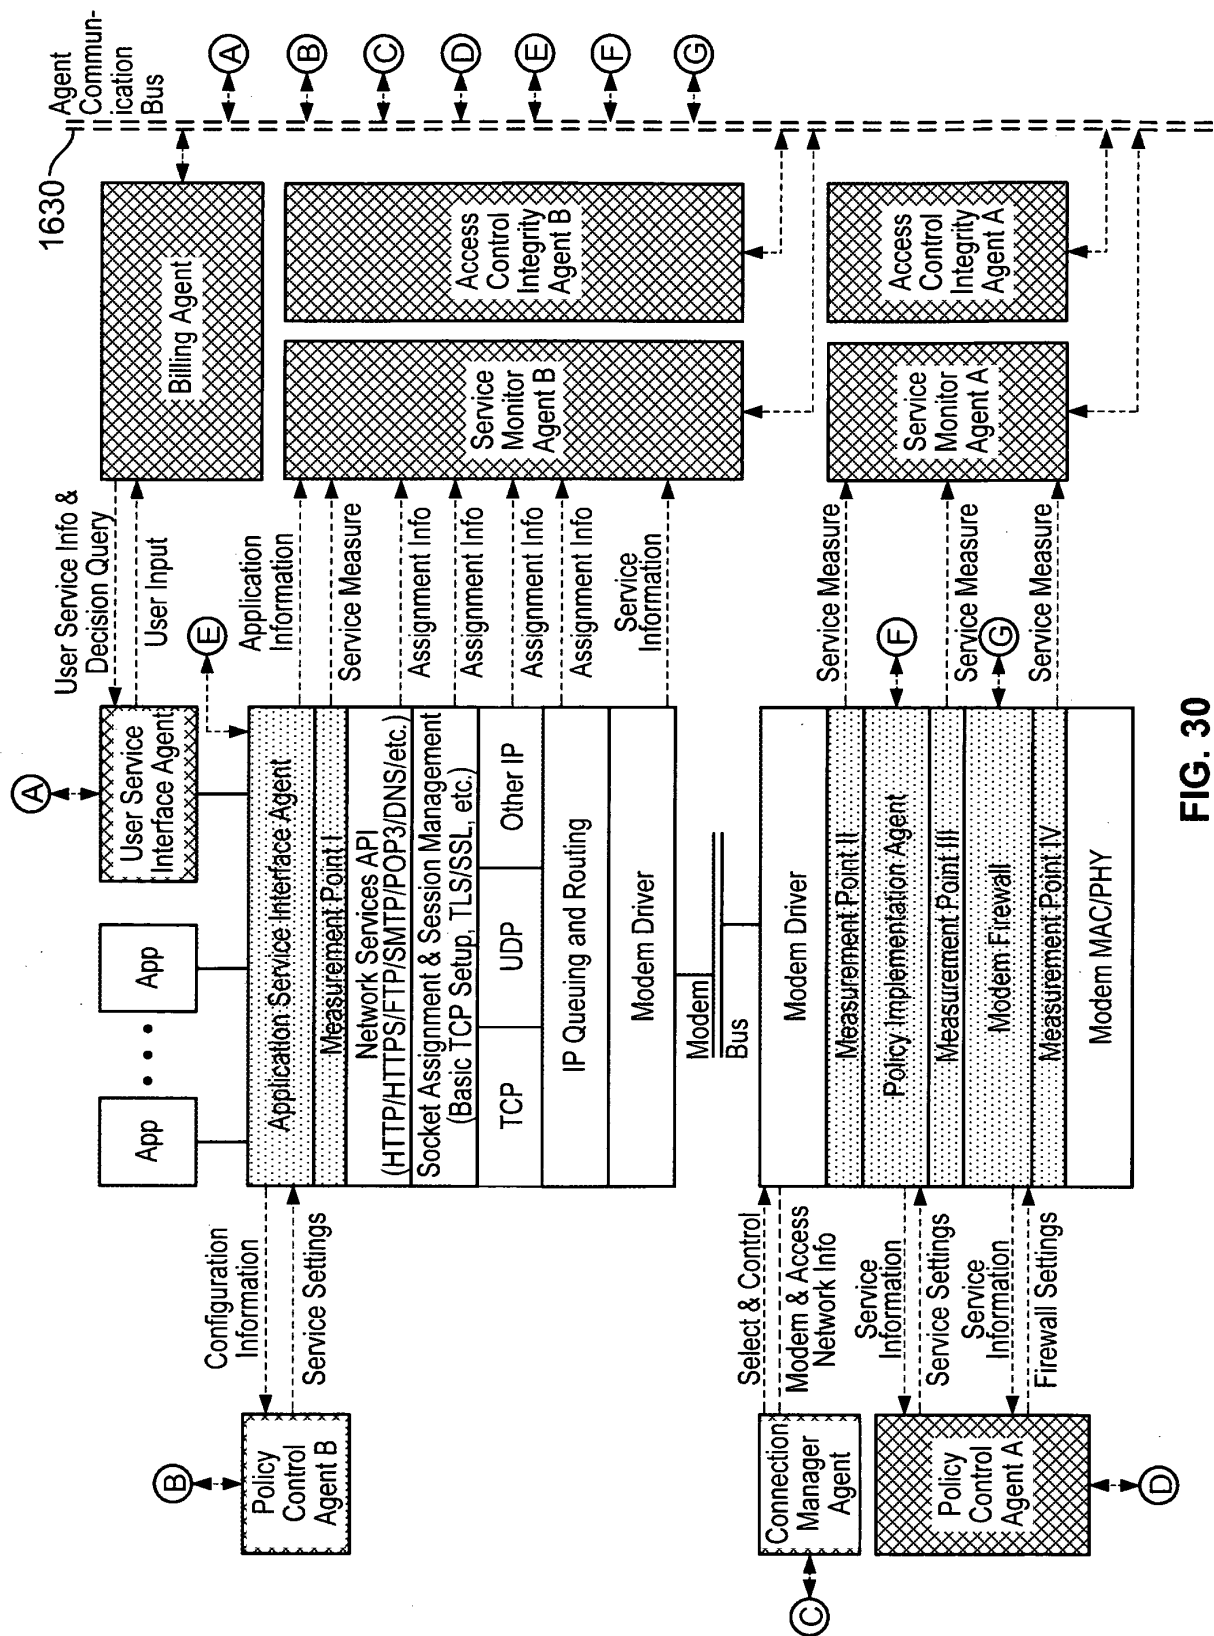 1630
Agent
Commun-
ication
Bus
A
B
C
D
E
F
G
Billing Agent
Access
Control
Integrity
Agent B
Access
Control
Integrity
Agent A
Service
Monitor
Agent B
Service
Monitor
Agent A
User Service Info &
Decision Query
User Input
E
Application
Information
Service Measure
Assignment Info
Assignment Info
Assignment Info
Assignment Info
Service
Information
Service Measure
F
Service Measure
G
Service Measure
A
User Service
Interface Agent
App
App
Application Service Interface Agent
Measurement Point I
Network Services API
(HTTP/HTTPS/FTP/SMTP/POP3/DNS/etc.)
Socket Assignment & Session Management
(Basic TCP Setup, TLS/SSL, etc.)
TCP
UDP
Other IP
IP Queuing and Routing
Modem Driver
Modem
Bus
Modem Driver
Measurement Point II
Policy Implementation Agent
Measurement Point III
Modem Firewall
Measurement Point IV
Modem MAC/PHY
Configuration
Information
Service Settings
Select & Control
Modem & Access
Network Info
Service
Information
Service Settings
Service
Information
Firewall Settings
B
Policy
Control
Agent B
Connection
Manager
Agent
C
Policy
Control
Agent A
D
FIG. 30